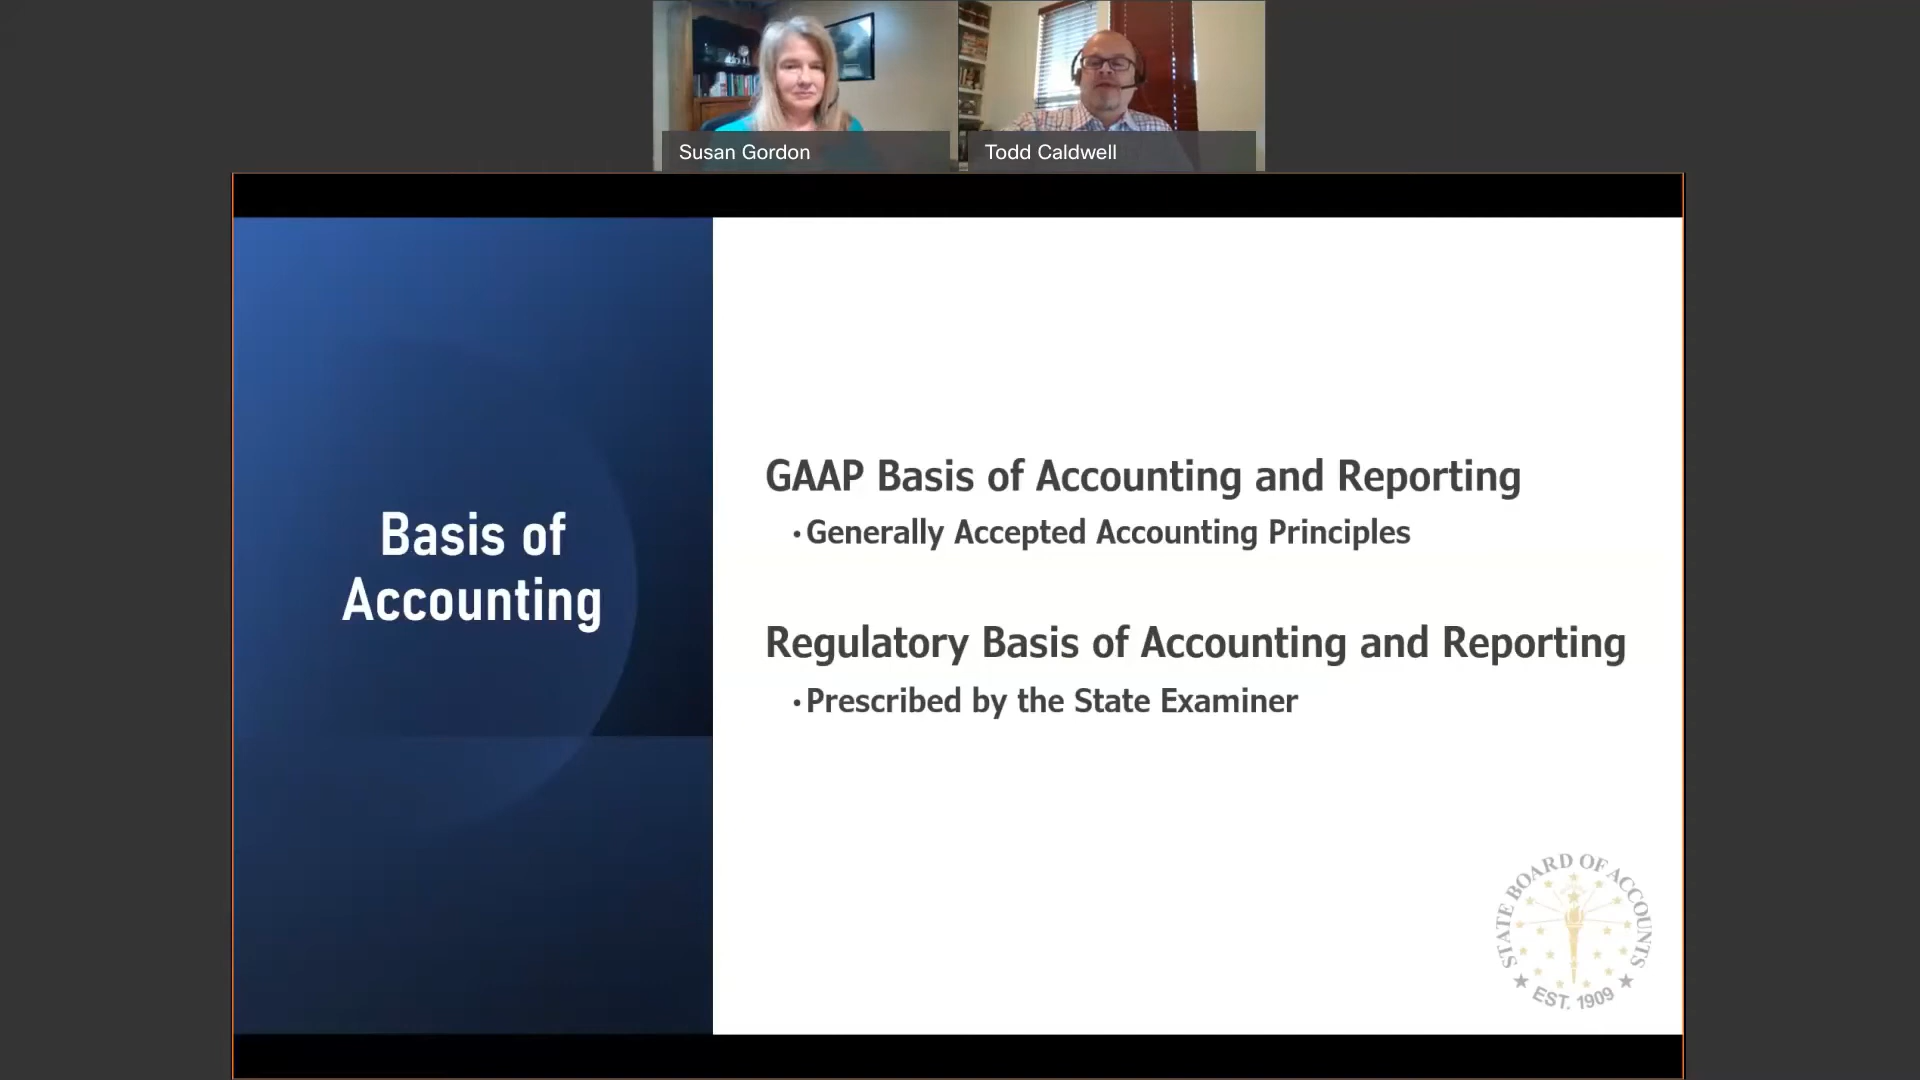 Susan Gordon
Todd Caldwell
Basis of
Accounting
GAAP Basis of Accounting and Reporting
•Generally Accepted Accounting Principles
Regulatory Basis of Accounting and Reporting
•Prescribed by the State Examiner
STATE BOARD OF ACCOUNTS
EST. 1909